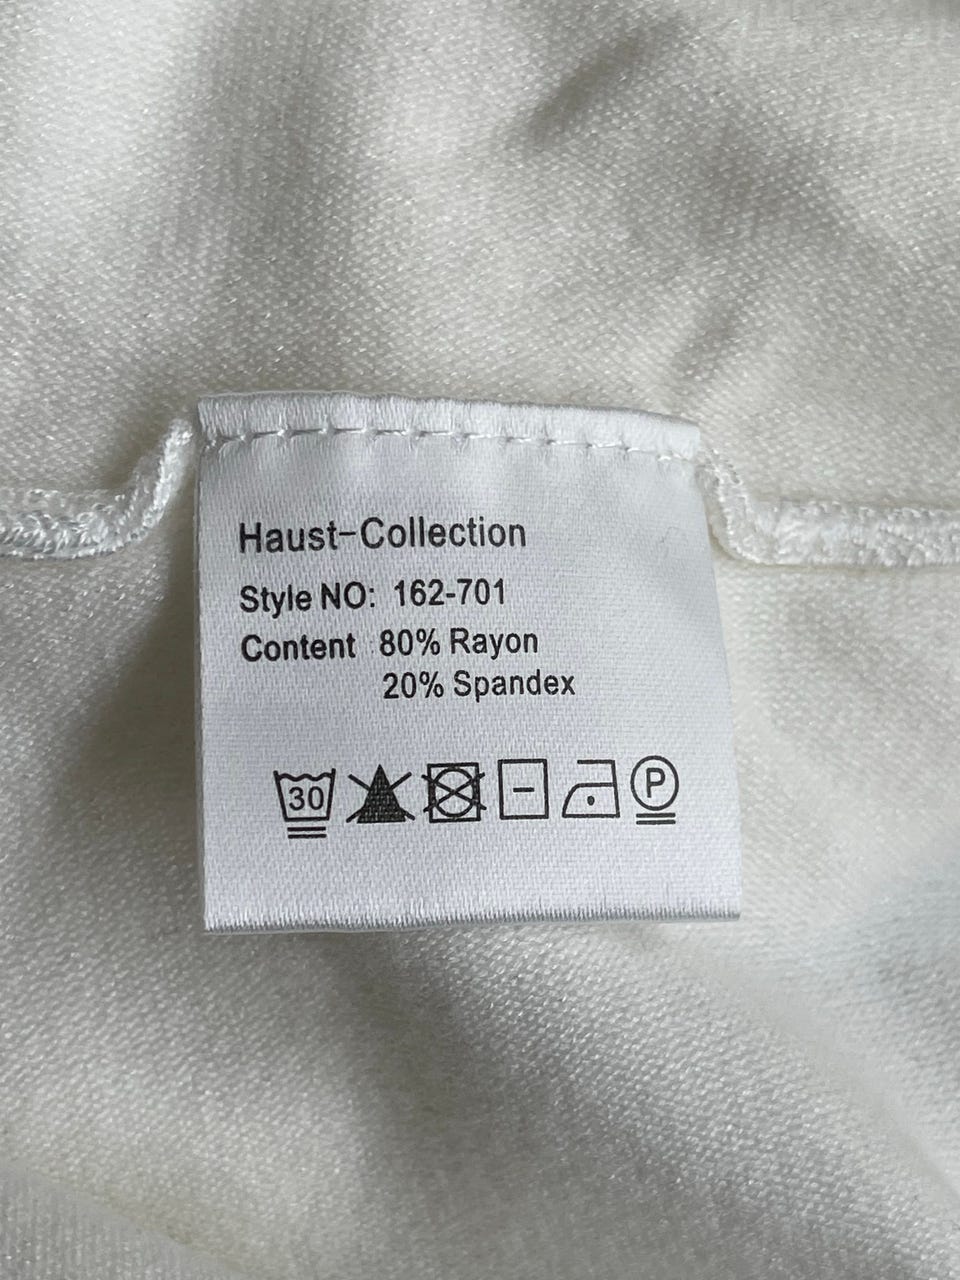 Haust-Collection
Style NO: 162-701
Content 80% Rayon
20% Spandex
30 P